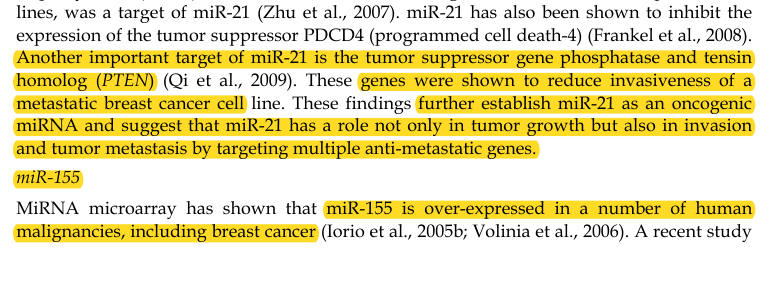 lines, was a target of miR-21 (Zhu et al., 2007). miR-21 has also been shown to inhibit the
expression of the tumor suppressor PDCD4 (programmed cell death-4) (Frankel et al., 2008).
Another important target of miR-21 is the tumor suppressor gene phosphatase and tensin
homolog (PTEN) (Qi et al., 2009). These genes were shown to reduce invasiveness of a
metastatic breast cancer cell line. These findings further establish miR-21 as an oncogenic
miRNA and suggest that miR-21 has a role not only in tumor growth but also in invasion
and tumor metastasis by targeting multiple anti-metastatic genes.
miR-155
MiRNA microarray has shown that miR-155 is over-expressed in a number of human
malignancies, including breast cancer (Iorio et al., 2005b; Volinia et al., 2006). A recent study